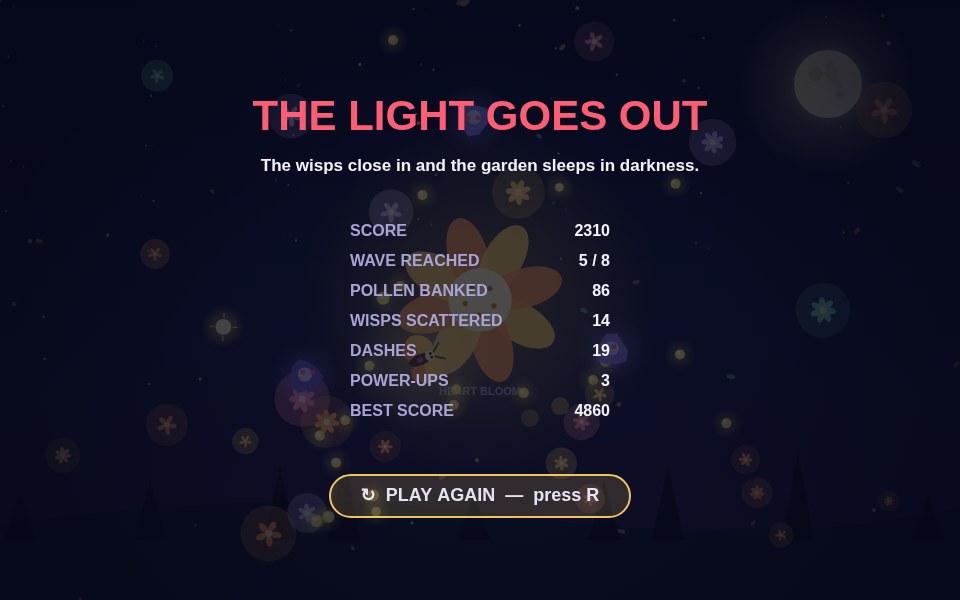 THE LIGHT GOES OUT
The wisps close in and the garden sleeps in darkness.
SCORE 2310
WAVE REACHED 5 / 8
POLLEN BANKED 86
WISPS SCATTERED 14
DASHES 19
POWER-UPS 3
HEART BLOOM
BEST SCORE 4860
↻ PLAY AGAIN — press R